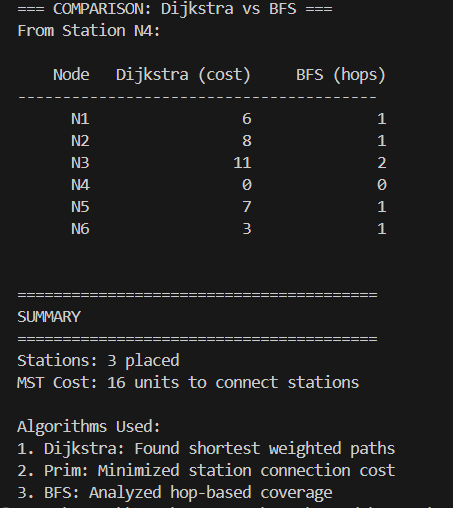 === COMPARISON: Dijkstra vs BFS ===
From Station N4:
Node Dijkstra (cost) BFS (hops)
----------------------------------------
N1 6 1
N2 8 1
N3 11 2
N4 0 0
N5 7 1
N6 3 1
========================================
SUMMARY
========================================
Stations: 3 placed
MST Cost: 16 units to connect stations
Algorithms Used:
1. Dijkstra: Found shortest weighted paths
2. Prim: Minimized station connection cost
3. BFS: Analyzed hop-based coverage